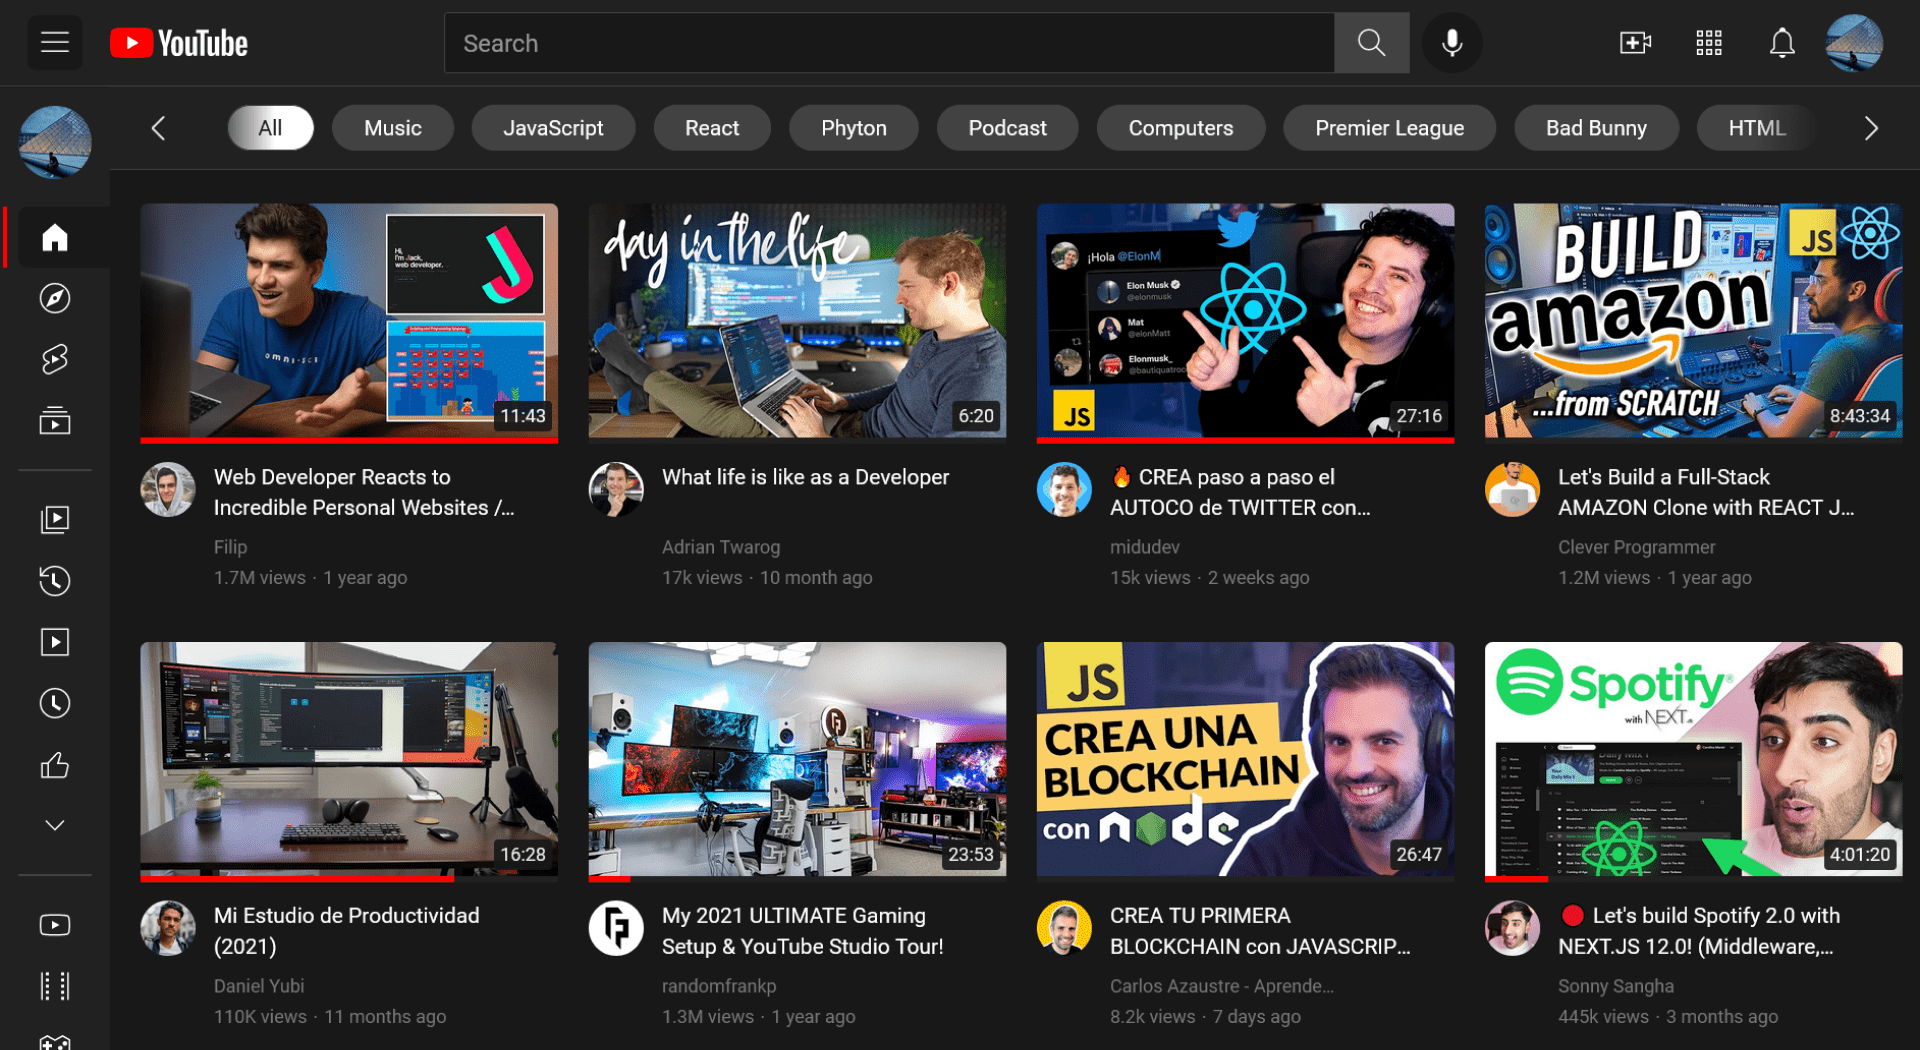 YouTube
Search
All
Music
JavaScript
React
Phyton
Podcast
Computers
Premier League
Bad Bunny
HTML
Hi,
I'm Jack,
web developer.
11:43
day in the life
6:20
¡Hola @ElonM
Elon Musk
@elonmusk
Mat
@elonMatt
Elonmusk_
@bautiquatroc
JS
27:16
BUILD
amazon
...from SCRATCH
JS
8:43:34
Web Developer Reacts to
Incredible Personal Websites /...
Filip
1.7M views · 1 year ago
What life is like as a Developer
Adrian Twarog
17k views · 10 month ago
🔥 CREA paso a paso el
AUTOCO de TWITTER con...
midudev
15k views · 2 weeks ago
Let's Build a Full-Stack
AMAZON Clone with REACT J...
Clever Programmer
1.2M views · 1 year ago
16:28
23:53
JS
CREA UNA
BLOCKCHAIN
con node
26:47
Spotify
with NEXT.js
Daily Mix 1
4:01:20
Mi Estudio de Productividad
(2021)
Daniel Yubi
110K views · 11 months ago
My 2021 ULTIMATE Gaming
Setup & YouTube Studio Tour!
randomfrankp
1.3M views · 1 year ago
CREA TU PRIMERA
BLOCKCHAIN con JAVASCRIP...
Carlos Azaustre - Aprende...
8.2k views · 7 days ago
🔴 Let's build Spotify 2.0 with
NEXT.JS 12.0! (Middleware,...
Sonny Sangha
445k views · 3 months ago